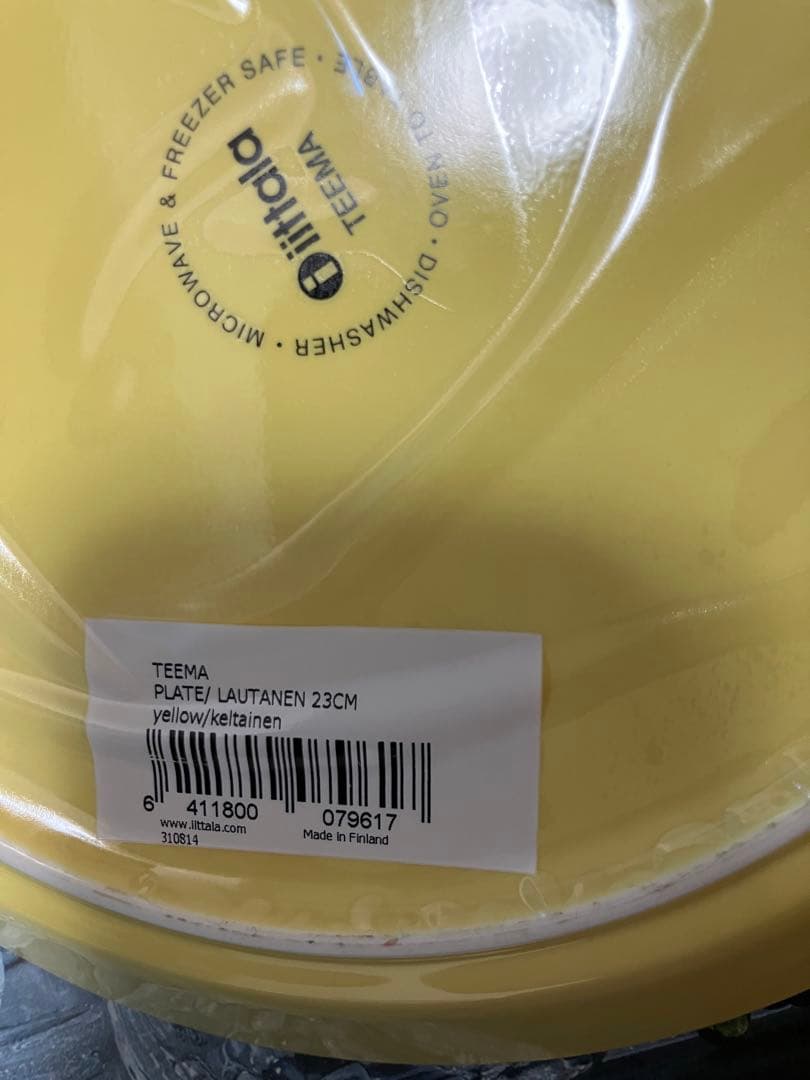 iittala
TEEMA
MICROWAVE & FREEZER SAFE • OVEN TO TABLE • DISHWASHER •
TEEMA
PLATE/ LAUTANEN 23CM
yellow/keltainen
6 411800 079617
www.iittala.com
Made in Finland
310814